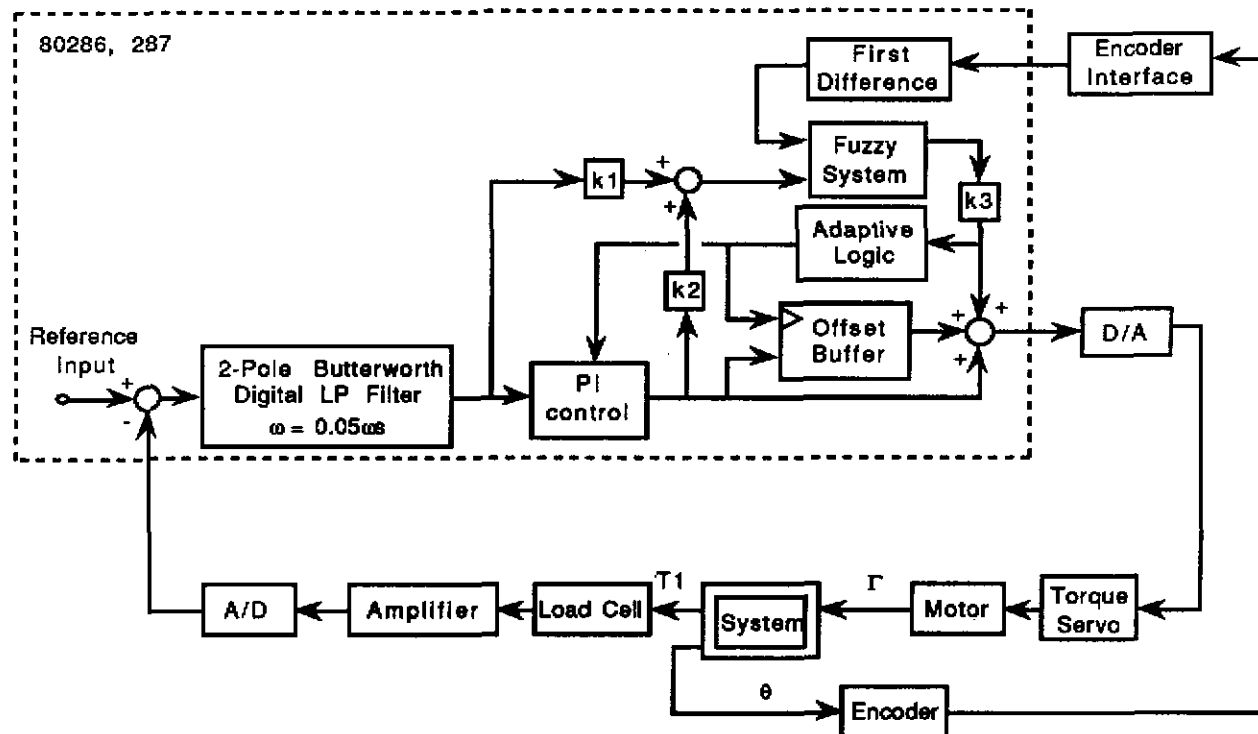 80286, 287
First
Difference
Encoder
Interface
Fuzzy
System
+
k1
+
+
k3
Adaptive
Logic
k2
Reference
Input
+
-
2-Pole Butterworth
Digital LP Filter
ω = 0.05ωs
PI
control
Offset
Buffer
+
+
+
D/A
A/D
Amplifier
Load Cell
T1
System
Γ
Motor
Torque
Servo
θ
Encoder